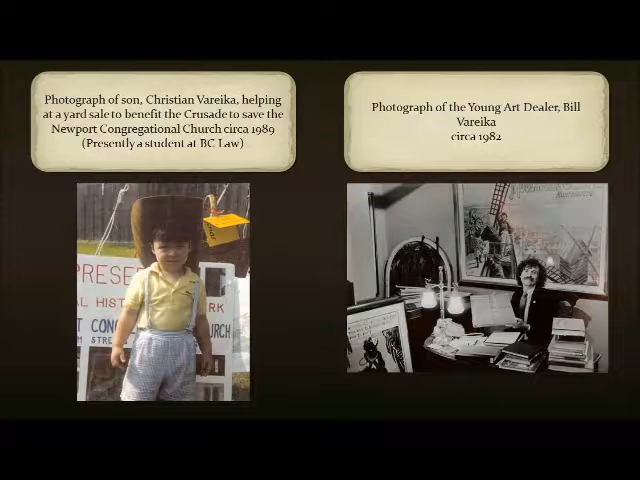 Photograph of son, Christian Vareika, helping
at a yard sale to benefit the Crusade to save the
Newport Congregational Church circa 1989
(Presently a student at BC Law)
Photograph of the Young Art Dealer, Bill
Vareika
circa 1982
PRESE
AL HIST RK
T CONG URCH